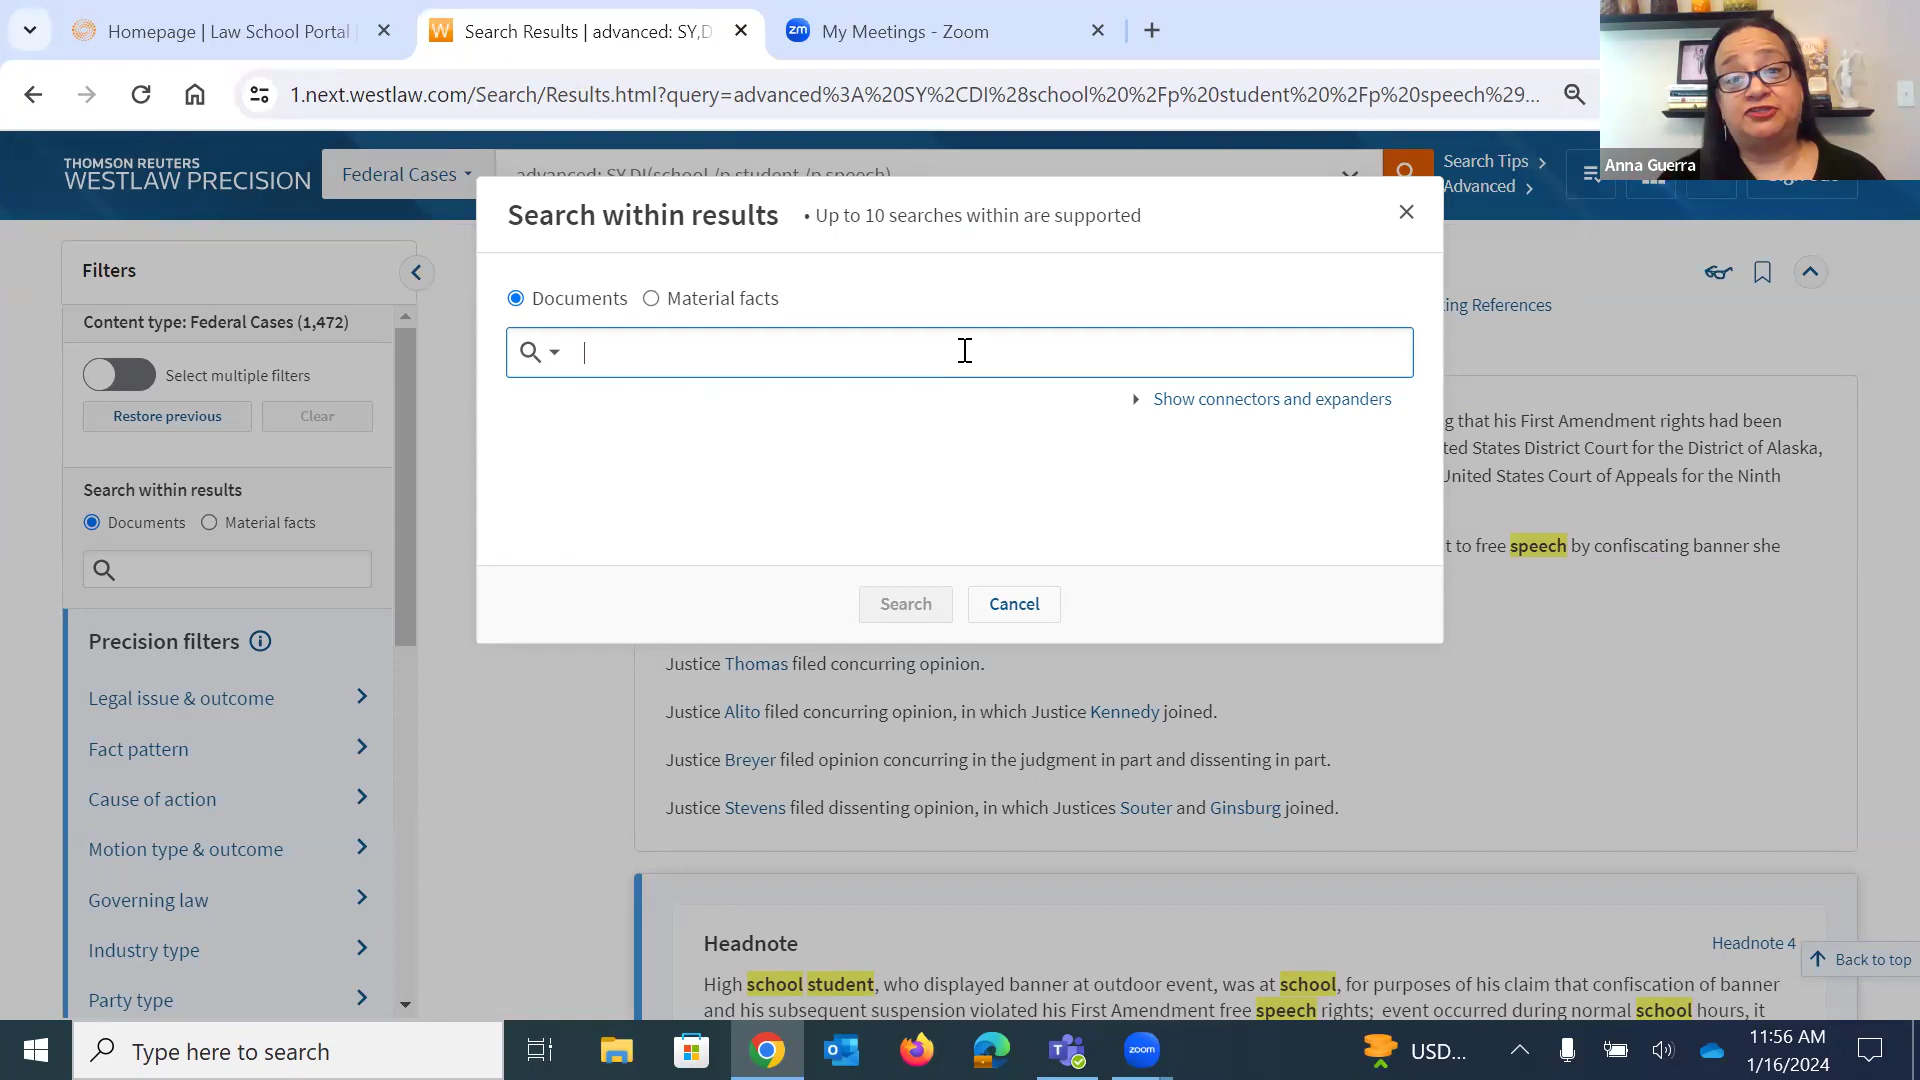 Homepage | Law School Portal
Search Results | advanced: SY,D
zm My Meetings - Zoom
1.next.westlaw.com/Search/Results.html?query=advanced%3A%20SY%2CDI%28school%20%2Fp%20student%20%2Fp%20speech%29...
Anna Guerra
THOMSON REUTERS
WESTLAW PRECISION
Federal Cases
advanced: SY,DI(school /p student /p speech)
Search Tips
Advanced
Sign Out
Search within results • Up to 10 searches within are supported
Documents Material facts
Show connectors and expanders
Search Cancel
Filters
Content type: Federal Cases (1,472)
Select multiple filters
Restore previous Clear
Search within results
Documents Material facts
Precision filters
Legal issue & outcome
Fact pattern
Cause of action
Motion type & outcome
Governing law
Industry type
Party type
ing References
g that his First Amendment rights had been
ted States District Court for the District of Alaska,
United States Court of Appeals for the Ninth
t to free speech by confiscating banner she
Justice Thomas filed concurring opinion.
Justice Alito filed concurring opinion, in which Justice Kennedy joined.
Justice Breyer filed opinion concurring in the judgment in part and dissenting in part.
Justice Stevens filed dissenting opinion, in which Justices Souter and Ginsburg joined.
Headnote Headnote 4
High school student, who displayed banner at outdoor event, was at school, for purposes of his claim that confiscation of banner
and his subsequent suspension violated his First Amendment free speech rights; event occurred during normal school hours, it
Back to top
Type here to search
zoom
USD...
11:56 AM
1/16/2024